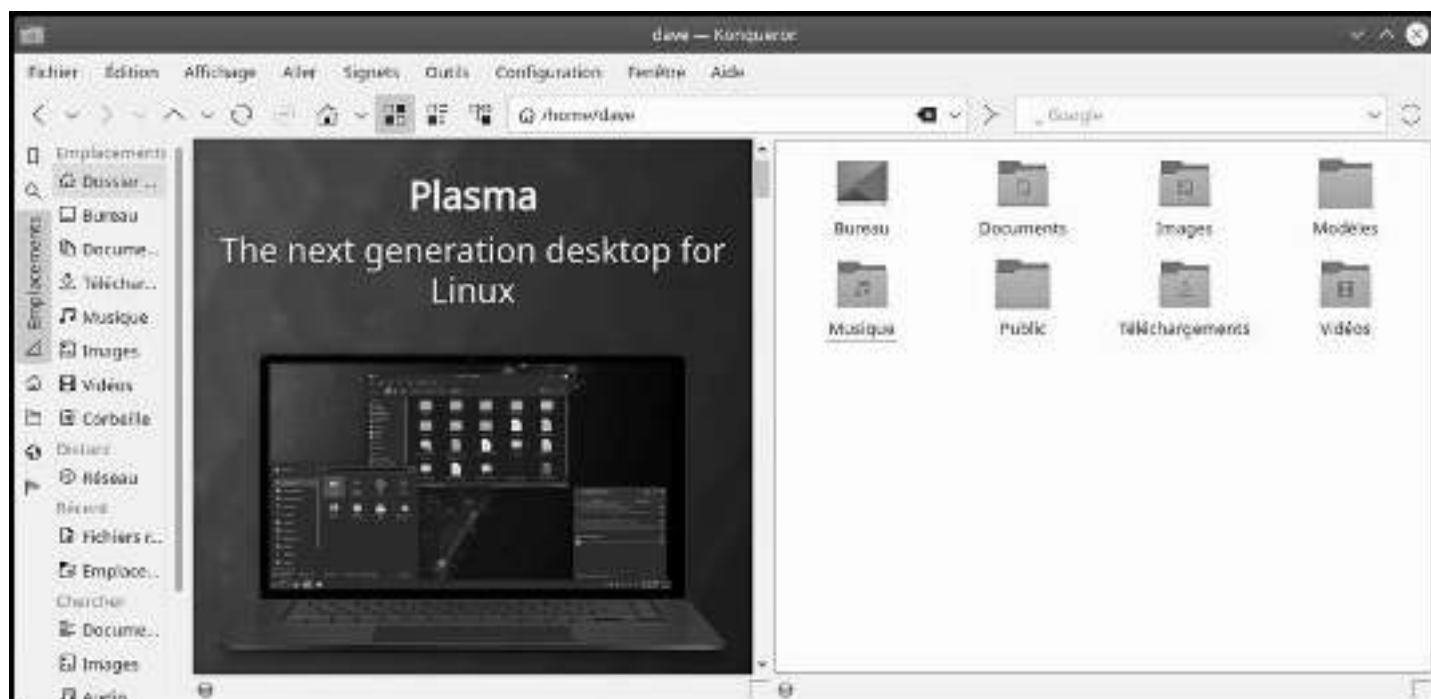 dave — Konqueror
Fichier Édition Affichage Aller Signets Outils Configuration Fenêtre Aide
/home/dave
Google
Emplacements
Emplacements
Dossier ...
Bureau
Docume...
Téléchar...
Musique
Images
Vidéos
Corbeille
Distant
Réseau
Récent
Fichiers r...
Emplace...
Chercher
Docume...
Images
Audio
Plasma
The next generation desktop for
Linux
Bureau Documents Images Modèles
Musique Public Téléchargements Vidéos